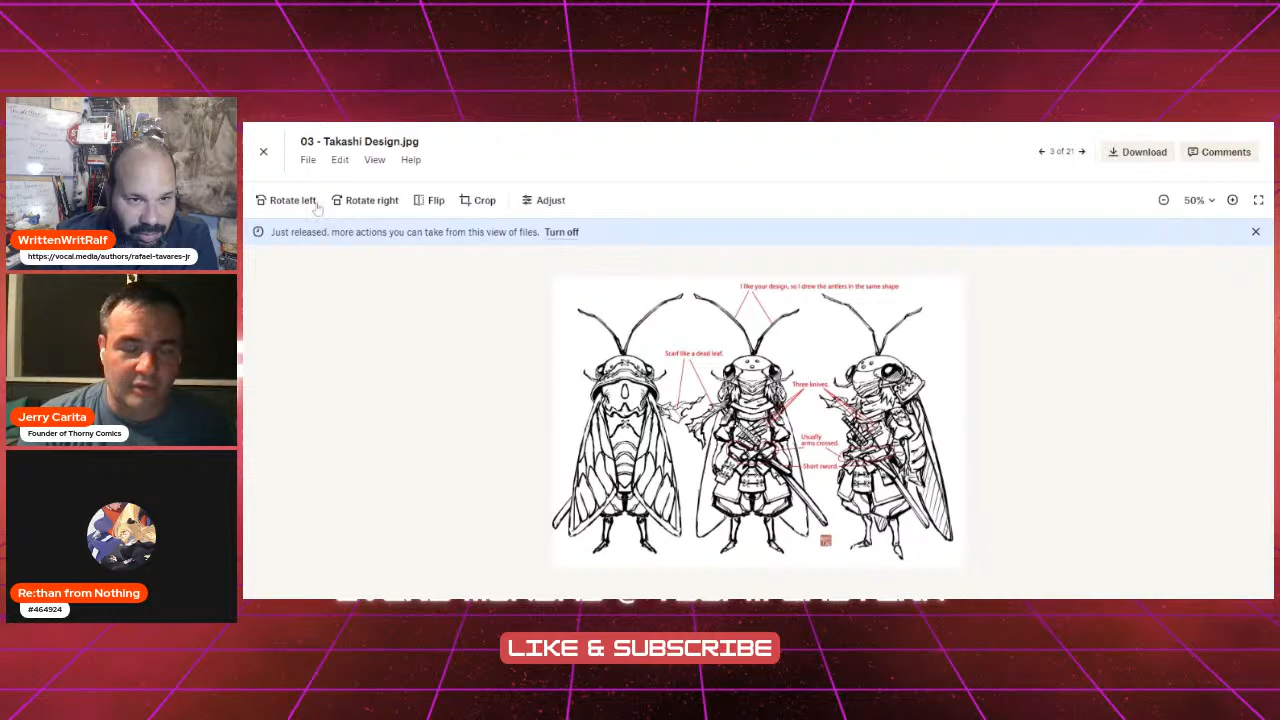 WrittenWritRalf
https://vocal.media/authors/rafael-tavares-jr
Jerry Carita
Founder of Thorny Comics
Re:than from Nothing
#464924
03 - Takashi Design.jpg
File Edit View Help
3 of 21
Download
Comments
Rotate left Rotate right Flip Crop Adjust
50%
Just released, more actions you can take from this view of files. Turn off
I like your design, so I drew the antlers in the same shape
Scarf like a dead leaf.
Three knives.
Usually
arms crossed.
Short sword.
LIKE & SUBSCRIBE